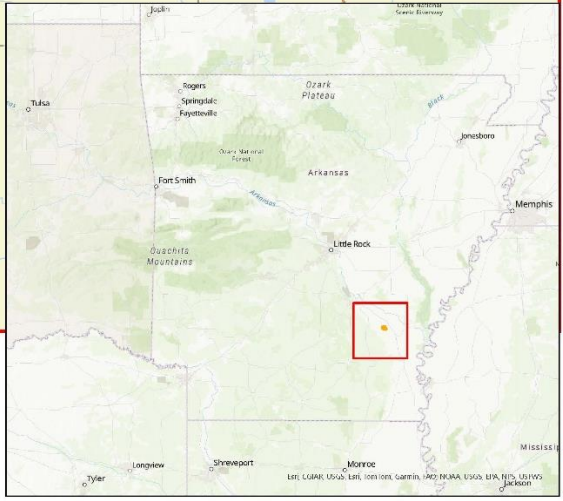 Joplin
Ozark National
Scenic Riverway
Rogers
Springdale
Fayetteville
Ozark
Plateau
Black
Tulsa
Jonesboro
Ozark National
Forest
Arkansas
Fort Smith
Arkansas
Memphis
Little Rock
Ouachita
Mountains
Mississip
Longview
Shreveport
Monroe
Tyler
Esri, CGIAR, USGS, Esri, TomTom, Garmin, FAO, NOAA, USGS, EPA, NPS, USFWS
Jackson